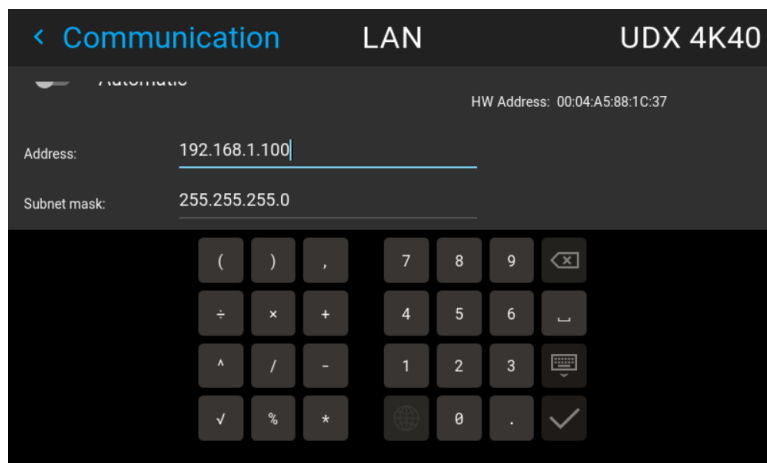 ‹ Communication LAN UDX 4K40
Automatic
HW Address: 00:04:A5:88:1C:37
Address: 192.168.1.100
Subnet mask: 255.255.255.0
( ) , 7 8 9
÷ × + 4 5 6
^ / - 1 2 3
√ % * 0 .